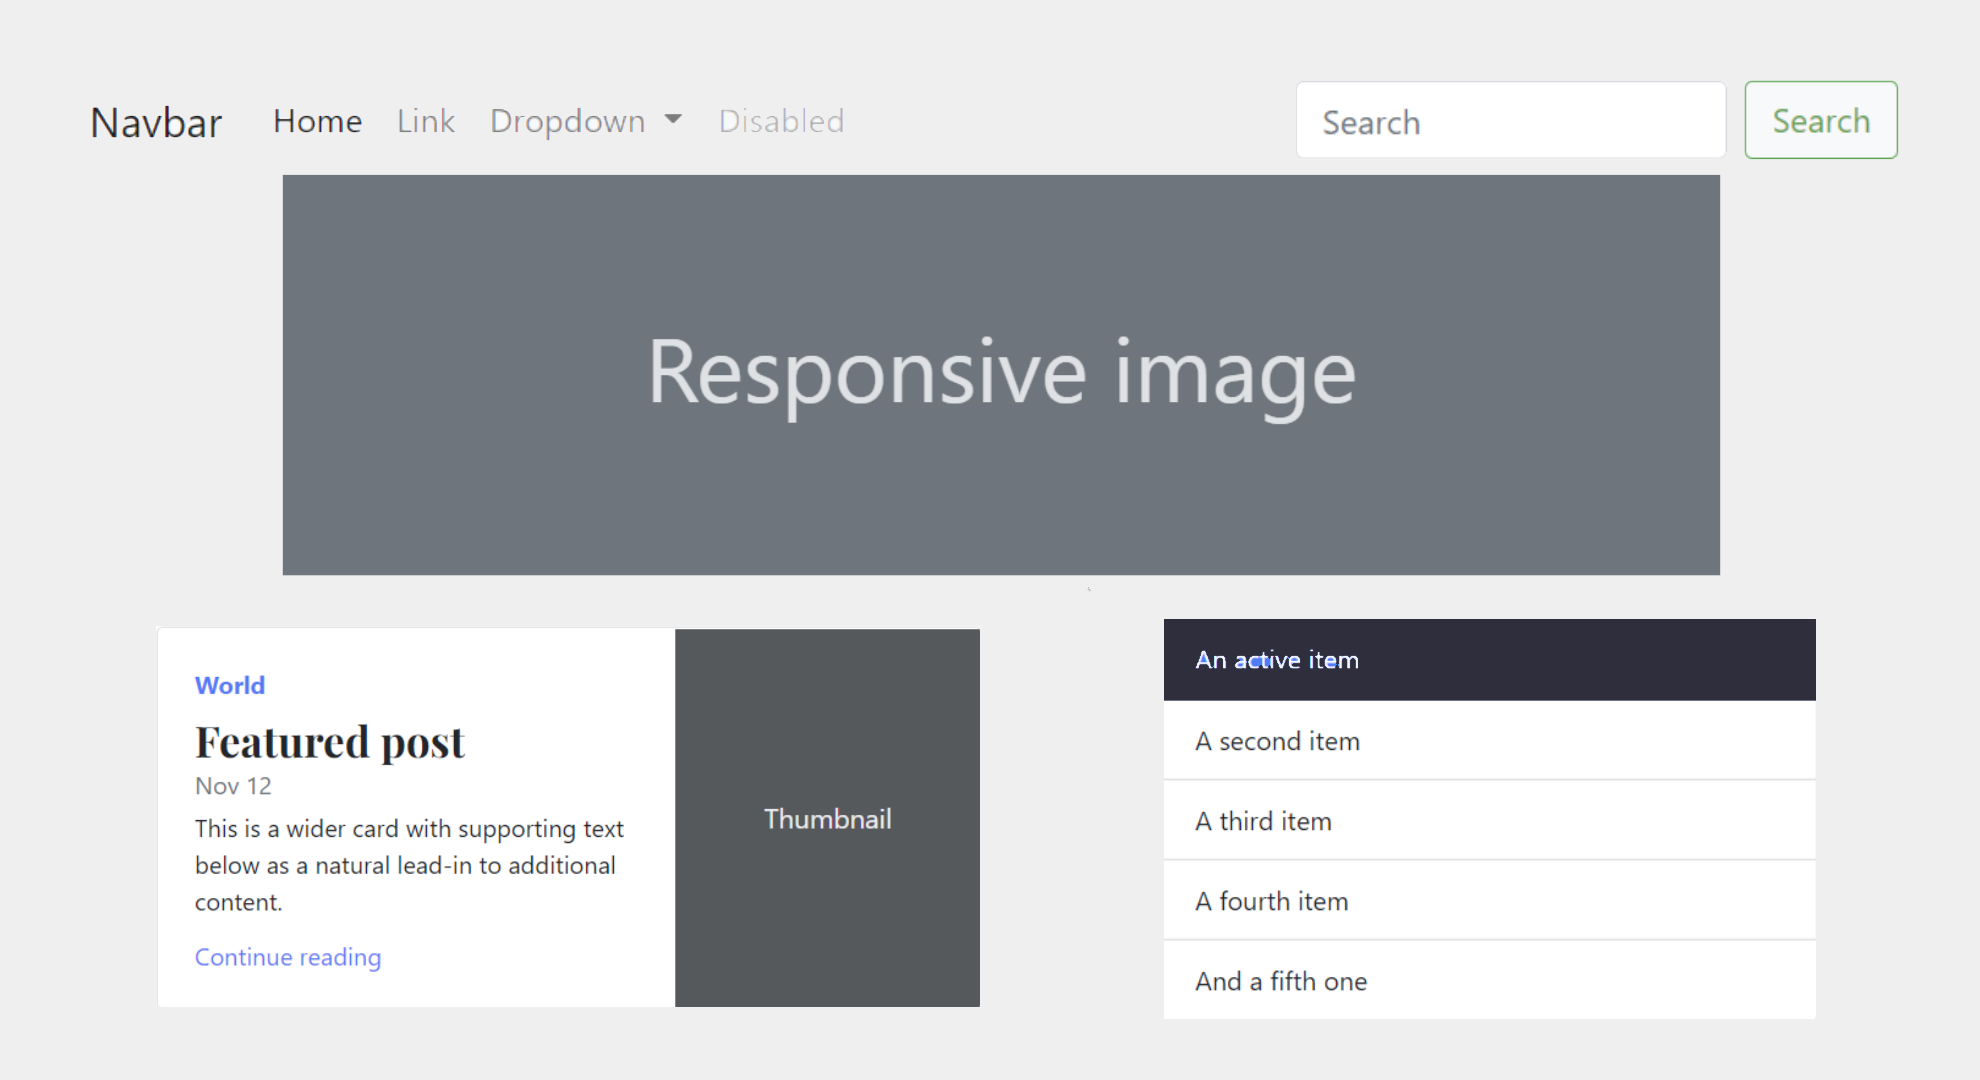 Navbar Home Link Dropdown Disabled Search Search
Responsive image
World
Featured post
Nov 12
This is a wider card with supporting text
below as a natural lead-in to additional
content.
Continue reading
Thumbnail
An active item
A second item
A third item
A fourth item
And a fifth one